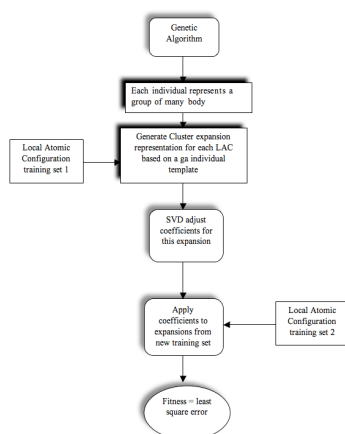 Genetic
Algorithm
Each individual represents a
group of many body
Local Atomic
Configuration
training set 1
Generate Cluster expansion
representation for each LAC
based on a ga individual
template
SVD adjust
coefficients for
this expansion
Apply
coefficients to
expansions from
new training set
Local Atomic
Configuration
training set 2
Fitness = least
square error